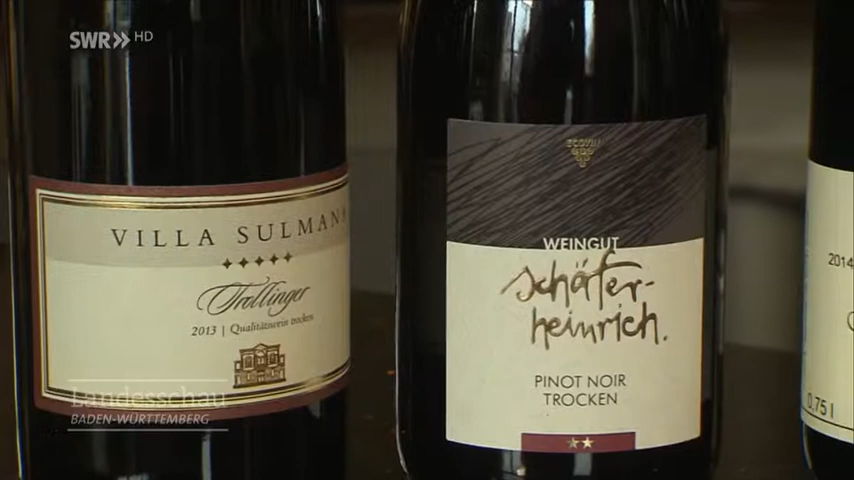 SWR HD
VILLA SULMANA
Trollinger
2013 | Qualitätswein trocken
ECOVIN
WEINGUT
schäfer-
heinrich.
PINOT NOIR
TROCKEN
2014
0,75 l
Landesschau
BADEN-WÜRTTEMBERG